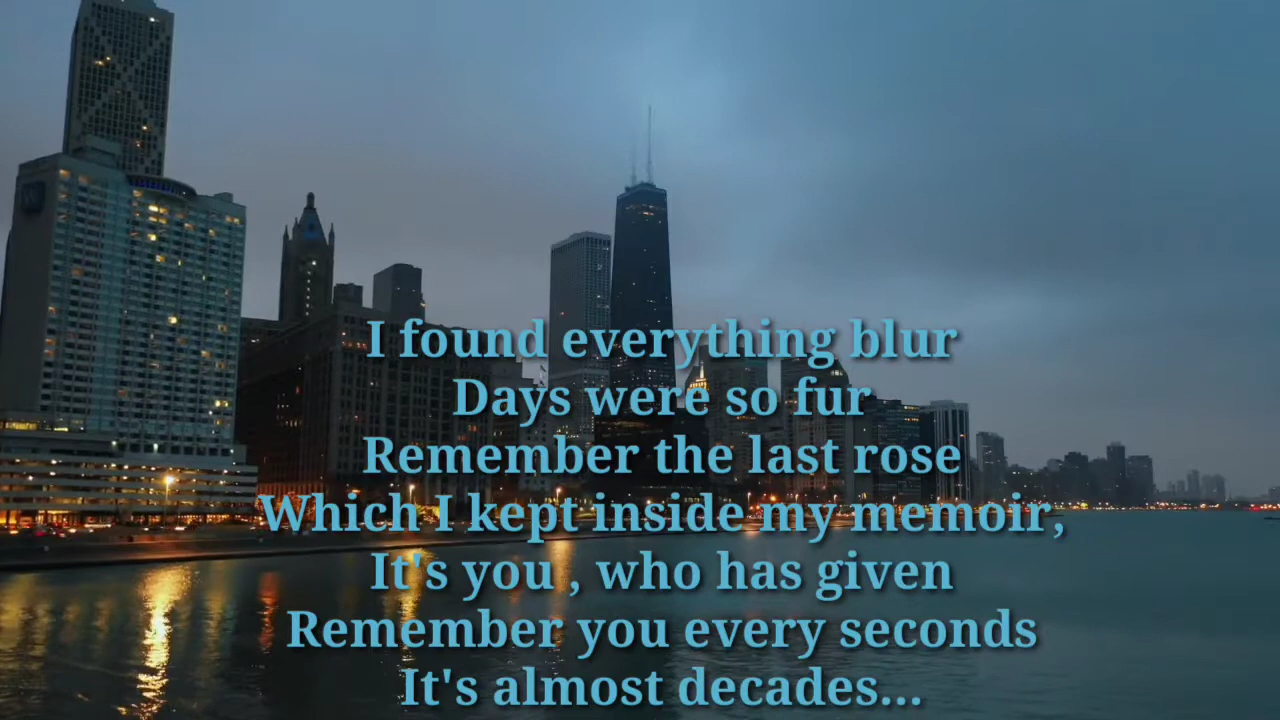 I found everything blur
Days were so fur
Remember the last rose
Which I kept inside my memoir,
It's you , who has given
Remember you every seconds
It's almost decades...